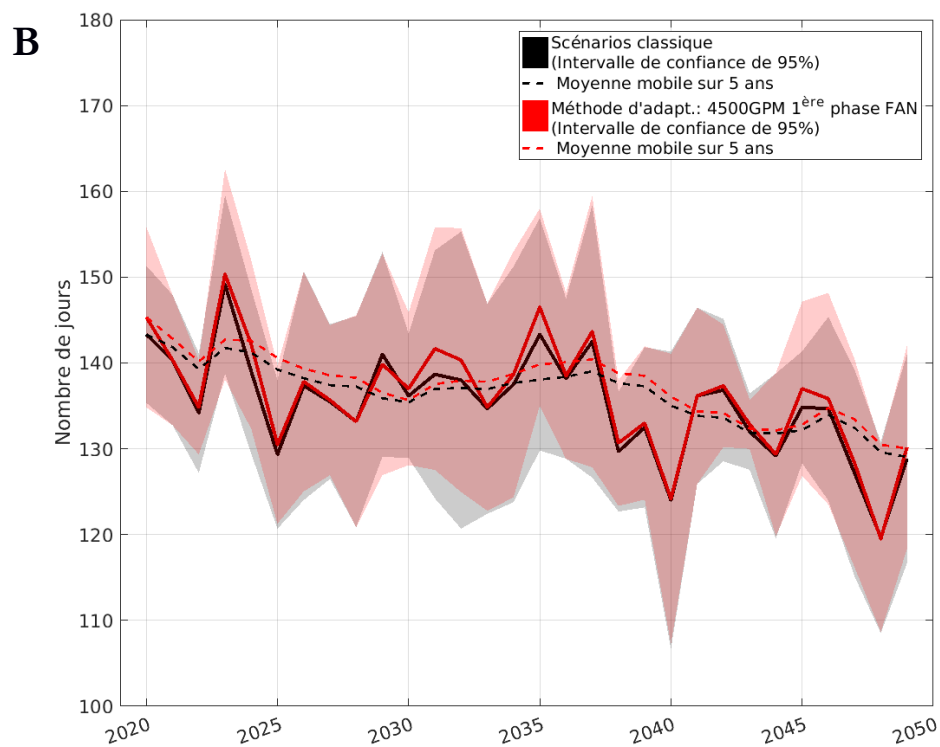 B
180
170
160
150
140
130
120
110
100
Nombre de jours
Scénarios classique
(Intervalle de confiance de 95%)
Moyenne mobile sur 5 ans
Méthode d'adapt.: 4500GPM 1ère phase FAN
(Intervalle de confiance de 95%)
Moyenne mobile sur 5 ans
2020 2025 2030 2035 2040 2045 2050